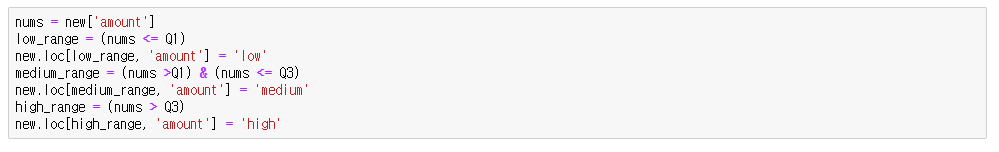 nums = new['amount']
low_range = (nums <= Q1)
new.loc[low_range, 'amount'] = 'low'
medium_range = (nums >Q1) & (nums <= Q3)
new.loc[medium_range, 'amount'] = 'medium'
high_range = (nums > Q3)
new.loc[high_range, 'amount'] = 'high'